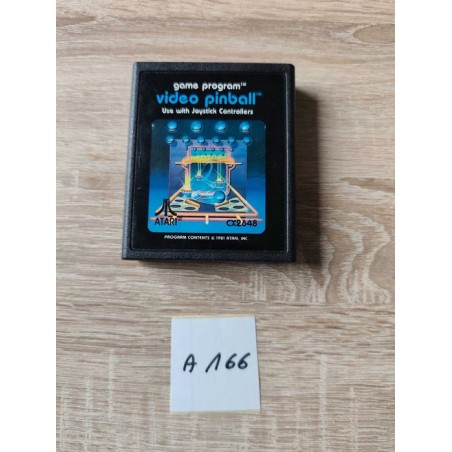 game program™
video pinball™
Use with Joystick Controllers
ATARI®
CX2648
PROGRAM CONTENTS © 1981 ATARI, INC.
A 166